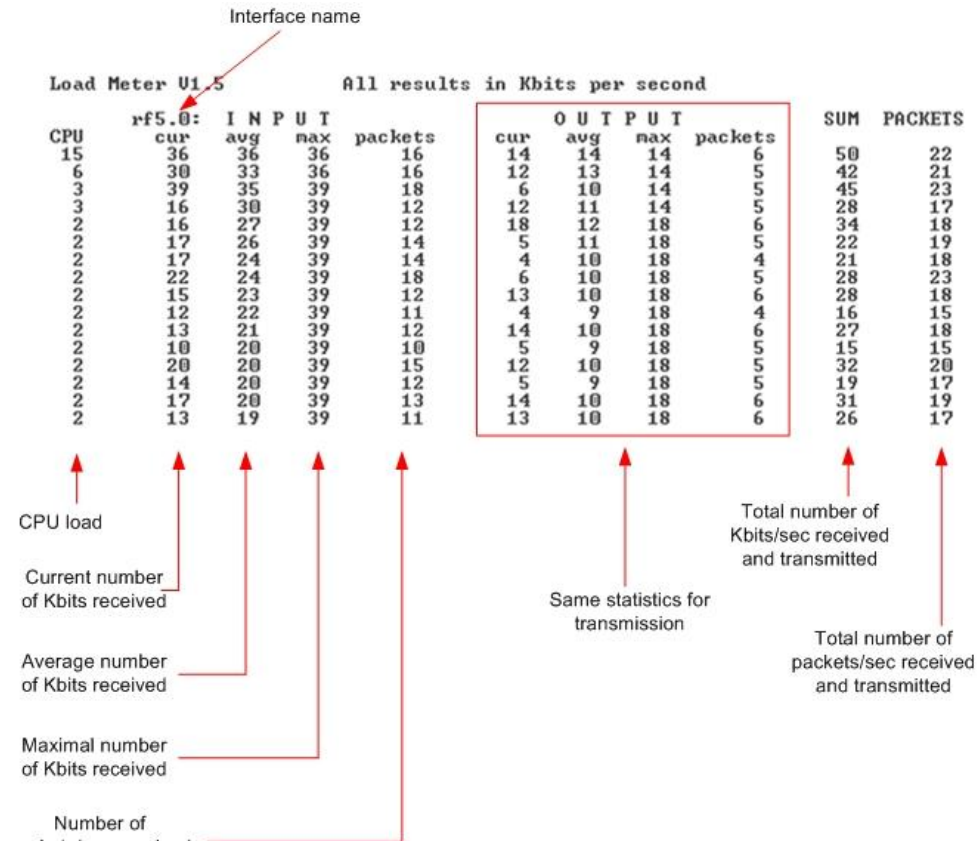 Interface name
Load Meter V1.5 All results in Kbits per second
rf5.0: I N P U T O U T P U T SUM PACKETS
CPU cur avg max packets cur avg max packets
15 36 36 36 16 14 14 14 6 50 22
6 30 33 36 16 12 13 14 5 42 21
3 39 35 39 18 6 10 14 5 45 23
3 16 30 39 12 12 11 14 5 28 17
2 16 27 39 12 18 12 18 6 34 18
2 17 26 39 14 5 11 18 5 22 19
2 17 24 39 14 4 10 18 4 21 18
2 22 24 39 18 6 10 18 5 28 23
2 15 23 39 12 13 10 18 6 28 18
2 12 22 39 11 4 9 18 4 16 15
2 13 21 39 12 14 10 18 6 27 18
2 10 20 39 10 5 9 18 5 15 15
2 20 20 39 15 12 10 18 5 32 20
2 14 20 39 12 5 9 18 5 19 17
2 17 20 39 13 14 10 18 6 31 19
2 13 19 39 11 13 10 18 6 26 17
CPU load
Total number of
Kbits/sec received
and transmitted
Current number
of Kbits received
Same statistics for
transmission
Total number of
packets/sec received
and transmitted
Average number
of Kbits received
Maximal number
of Kbits received
Number of